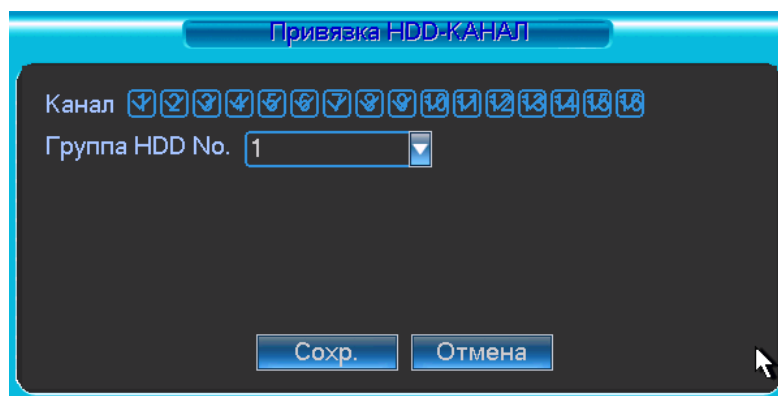 Привязка HDD-КАНАЛ
Канал 1 2 3 4 5 6 7 8 9 10 11 12 13 14 15 16
Группа HDD No. 1
Сохр. Отмена